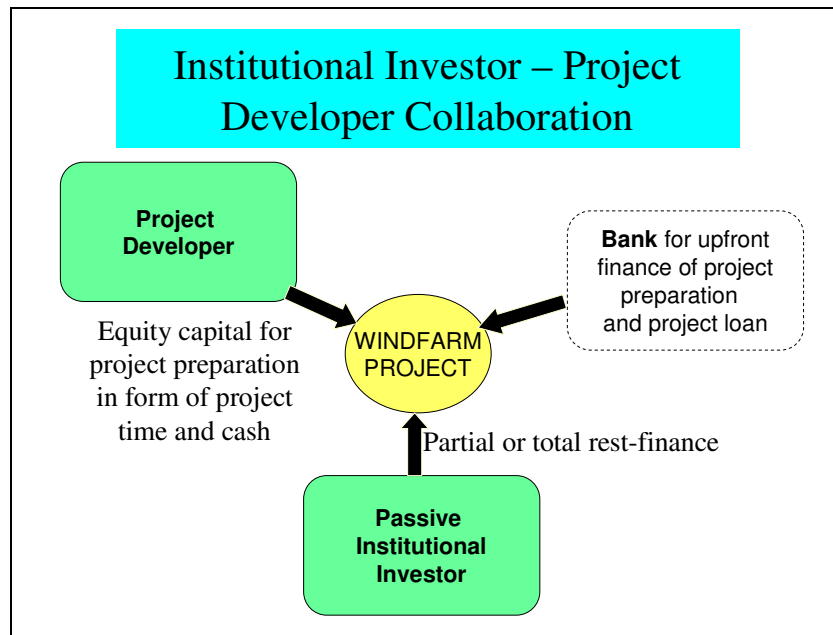 Institutional Investor – Project
Developer Collaboration
Project
Developer
Bank for upfront
finance of project
preparation
and project loan
Equity capital for
project preparation
in form of project
time and cash
WINDFARM
PROJECT
Partial or total rest-finance
Passive
Institutional
Investor